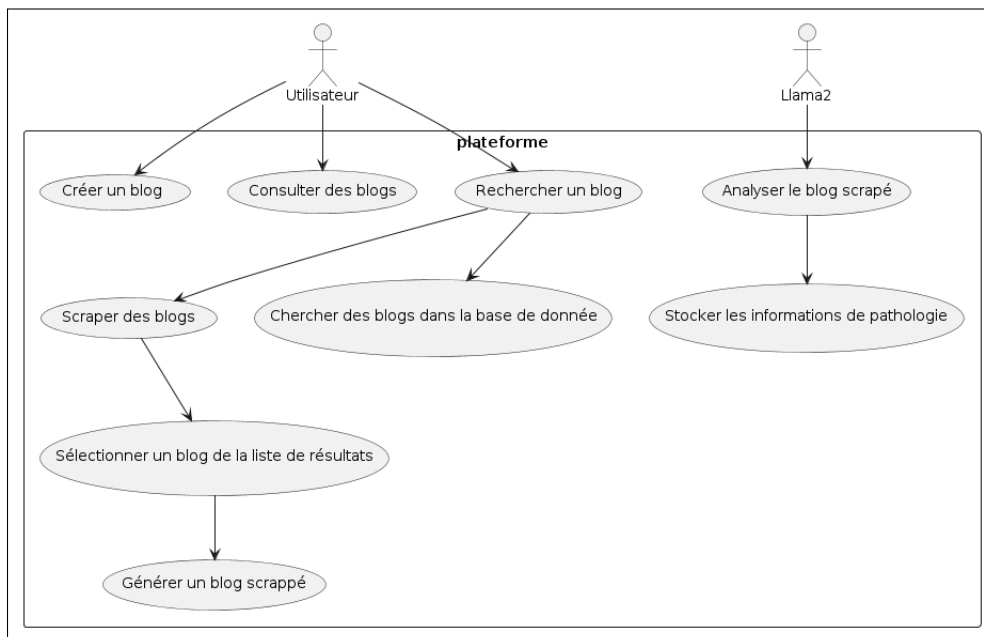 Utilisateur
Llama2
plateforme
Créer un blog
Consulter des blogs
Rechercher un blog
Analyser le blog scrapé
Scraper des blogs
Chercher des blogs dans la base de donnée
Stocker les informations de pathologie
Sélectionner un blog de la liste de résultats
Générer un blog scrappé